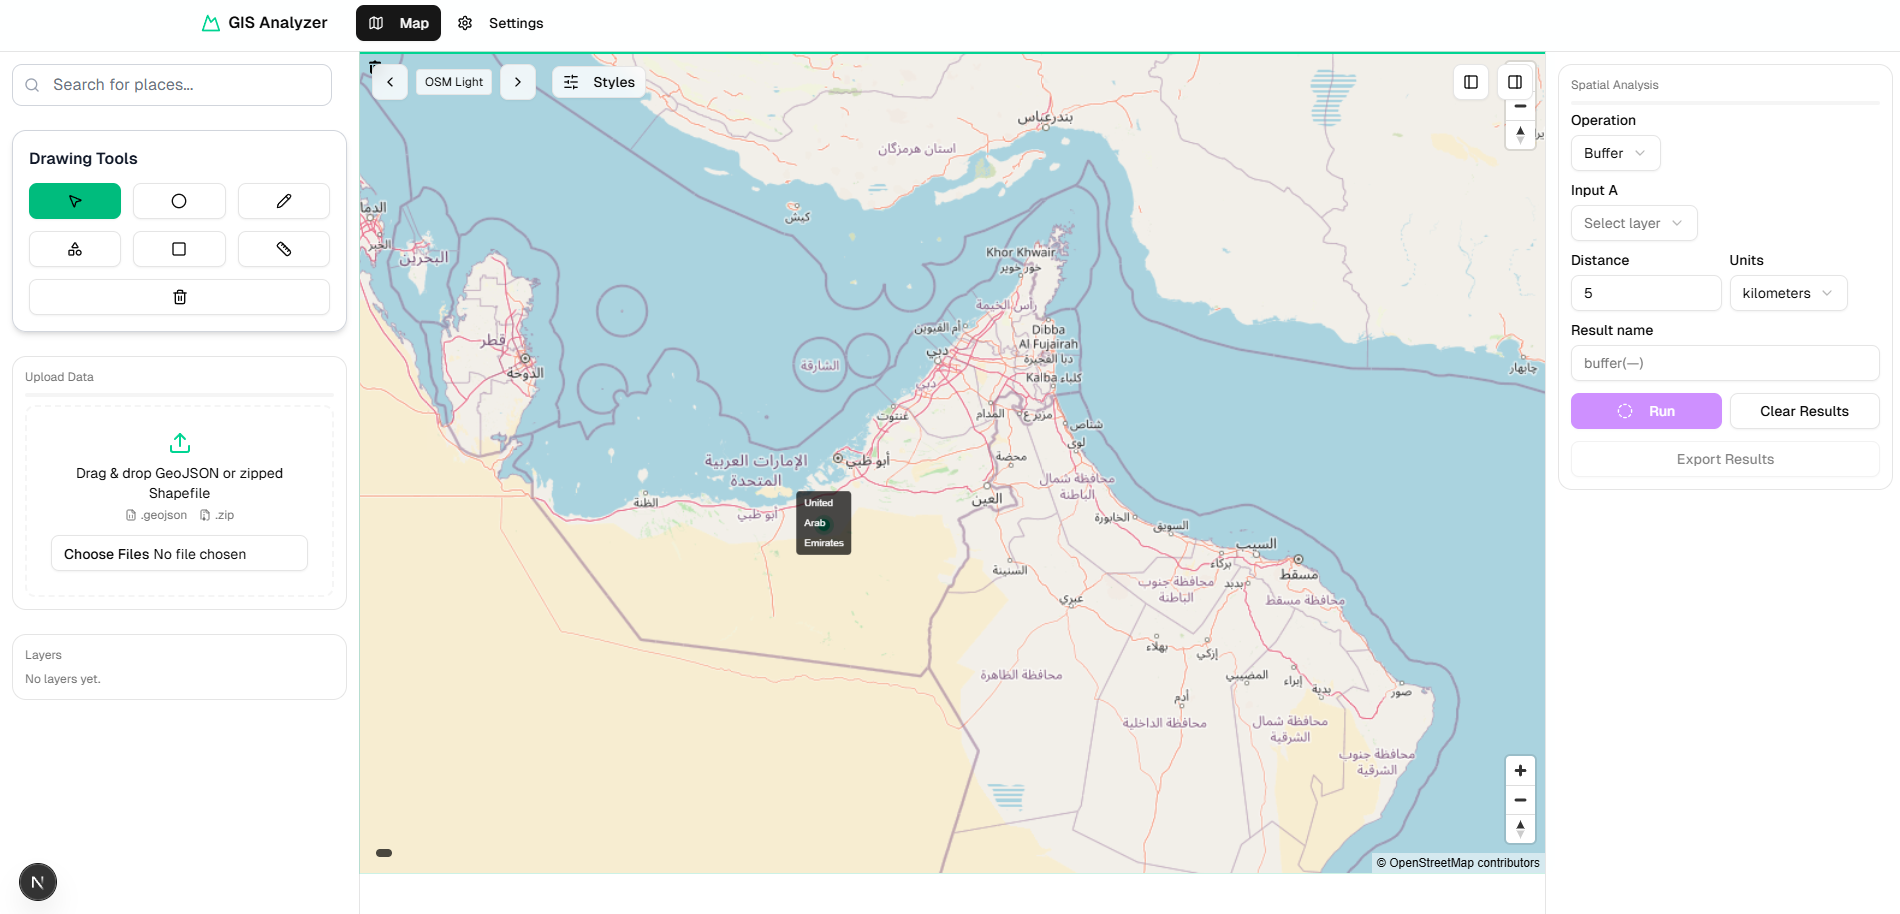 GIS Analyzer
Map
Settings
Search for places...
Drawing Tools
Upload Data
Drag & drop GeoJSON or zipped
Shapefile
.geojson .zip
Choose Files No file chosen
Layers
No layers yet.
N
OSM Light
Styles
بندرعباس
استان هرمزگان
كيش
البحرين
الخبر
Khor Khwair
خور خوير
رأس الخيمة
أم القيوين
Dibba
Al Fujairah
دبا الفجيرة
دبي
دبي
Kalba كلباء
قطر
الدوحة
الشارقة
چابهار
غنتوت
المدام
شناص
لوى
الإمارات العربية
المتحدة
أبو ظبي
محضة
محافظة شمال
الباطنة
العين
الظنة
أبو ظبي
United
Arab
Emirates
الخابورة
السويق
السيب
بركاء
مسقط
السنينة
محافظة جنوب
الباطنة
بدبد
عبري
محافظة مسقط
بهلاء
إزكي
محافظة الظاهرة
المضيبي
إبراء
بدية
صور
أدم
محافظة الداخلية
محافظة شمال
الشرقية
محافظة جنوب
الشرقية
© OpenStreetMap contributors
Spatial Analysis
Operation
Buffer
Input A
Select layer
Distance
Units
5
kilometers
Result name
buffer(—)
Run
Clear Results
Export Results